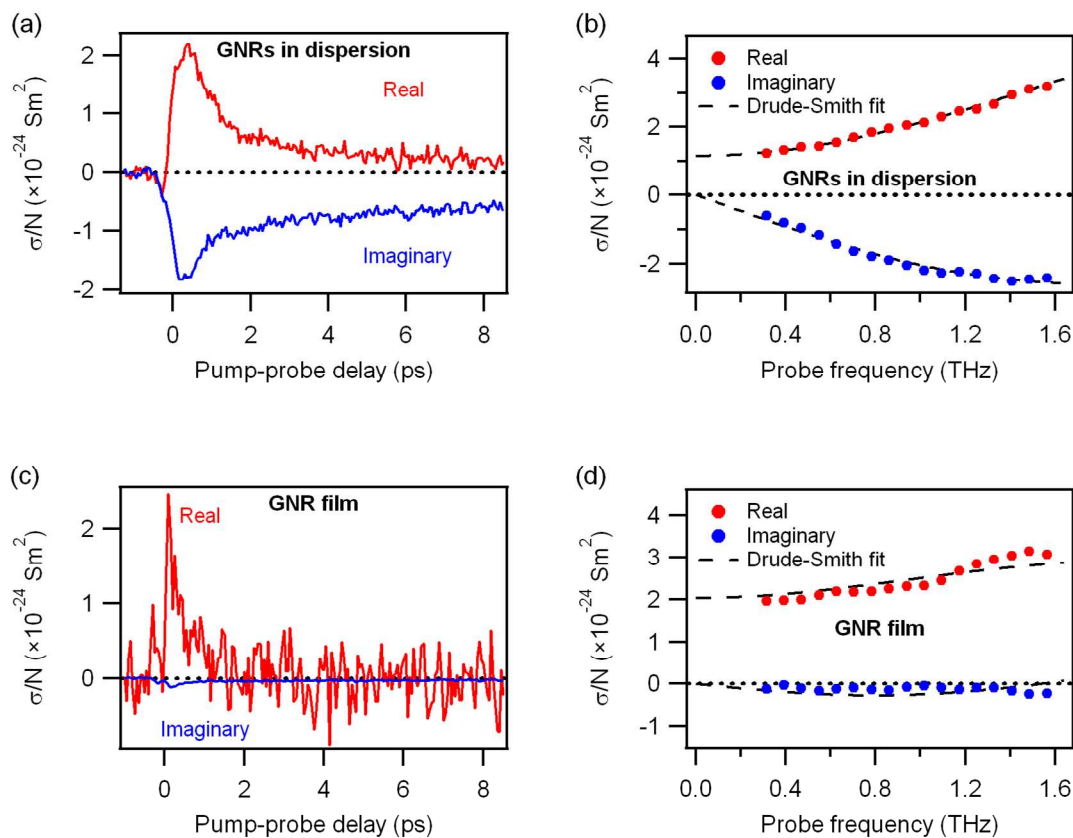 (a)
GNRs in dispersion
Real
Imaginary
σ/N (×10⁻²⁴ Sm²)
2
1
0
-1
-2
0
2
4
6
8
Pump-probe delay (ps)
(b)
Real
Imaginary
Drude-Smith fit
GNRs in dispersion
σ/N (×10⁻²⁴ Sm²)
4
2
0
-2
0.0
0.4
0.8
1.2
1.6
Probe frequency (THz)
(c)
GNR film
Real
Imaginary
σ/N (×10⁻²⁴ Sm²)
2
1
0
0
2
4
6
8
Pump-probe delay (ps)
(d)
Real
Imaginary
Drude-Smith fit
GNR film
σ/N (×10⁻²⁴ Sm²)
4
3
2
1
0
-1
0.0
0.4
0.8
1.2
1.6
Probe frequency (THz)